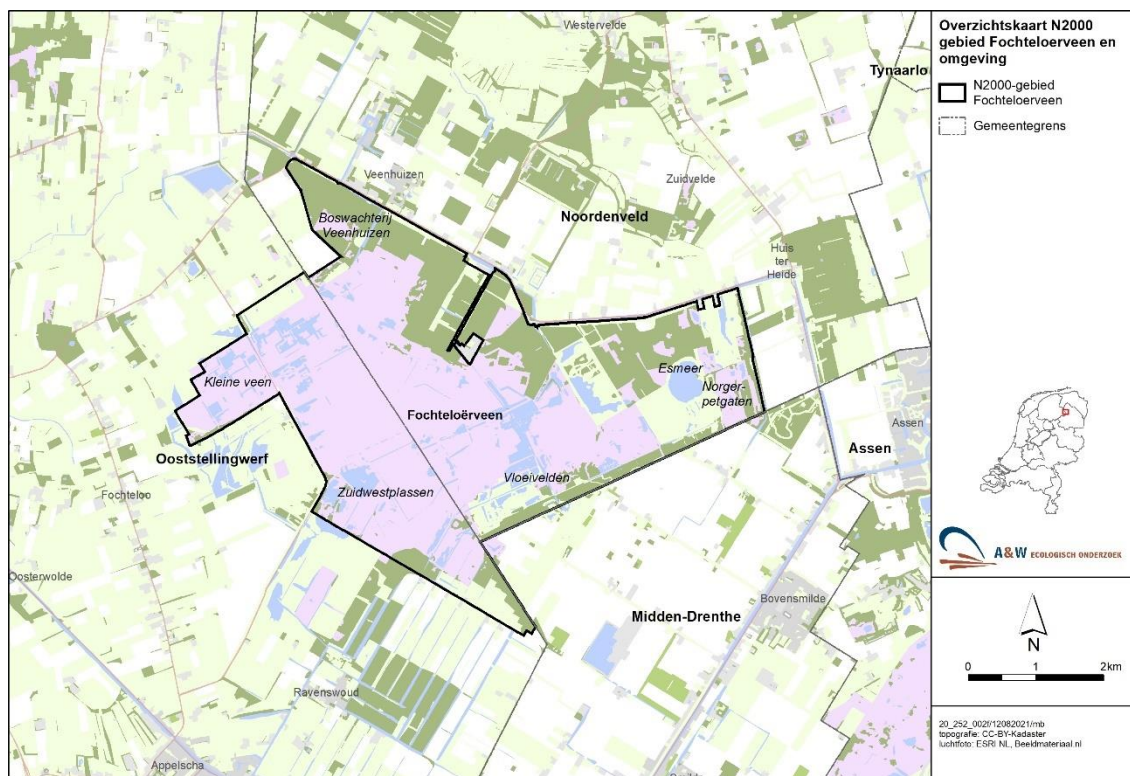 Overzichtskaart N2000
gebied Fochteloerveen en
omgeving
N2000-gebied
Fochteloerveen
Gemeentegrens
Westervelde
Tynaarlo
Veenhuizen
Zuidvelde
Boswachterij
Veenhuizen
Noordenveld
Huis
ter
Heide
Kleine veen
Esmeer
Norger-
petgaten
Fochteloërveen
Assen
Assen
Ooststellingwerf
Vloeivelden
Fochteloo
Zuidwestplassen
Oosterwolde
Midden-Drenthe
Bovensmilde
Ravenswoud
Appelscha
A&W ECOLOGISCH ONDERZOEK
N
0 1 2km
20_252_002f/12082021/mb
topografie: CC-BY-Kadaster
luchtfoto: ESRI NL, Beeldmateriaal.nl